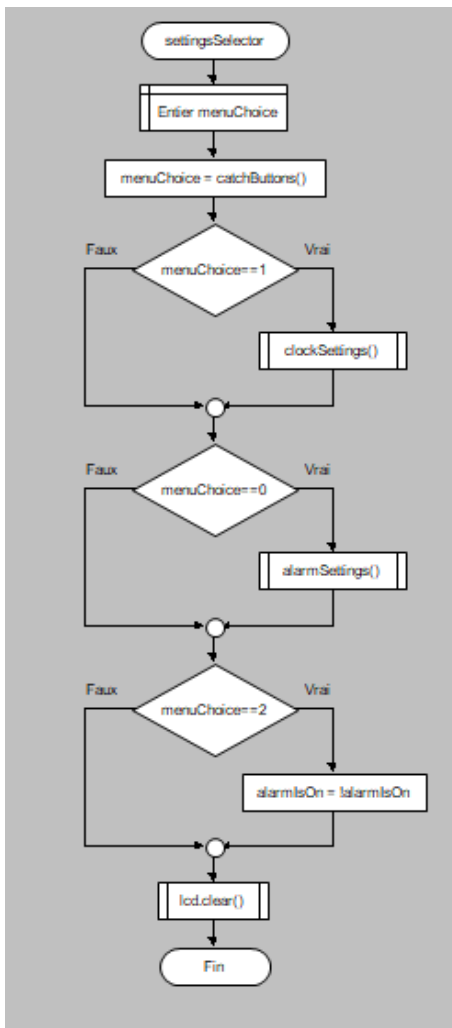 settingsSelector
Entier menuChoice
menuChoice = catchButtons()
Faux
Vrai
menuChoice==1
clockSettings()
Faux
Vrai
menuChoice==0
alarmSettings()
Faux
Vrai
menuChoice==2
alarmIsOn = !alarmIsOn
lcd.clear()
Fin